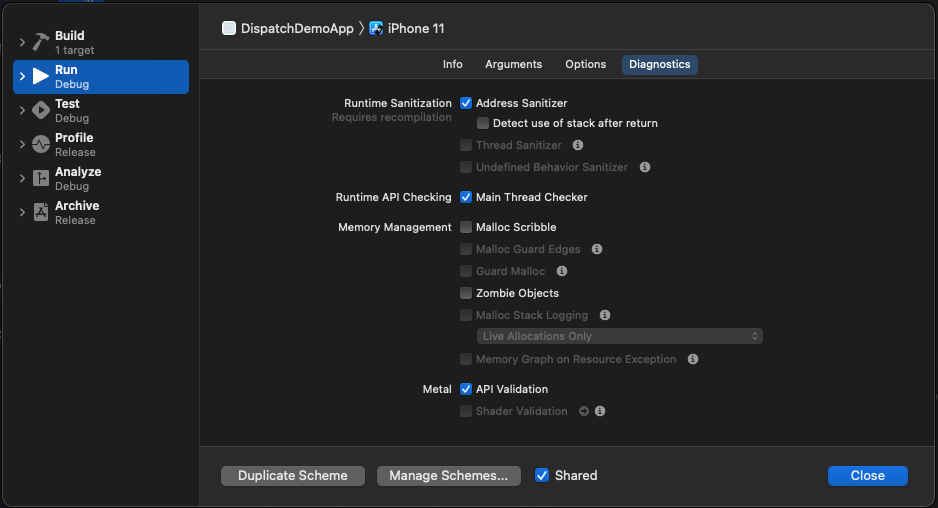 DispatchDemoApp 〉 iPhone 11
Build
1 target
Run
Debug
Test
Debug
Profile
Release
Analyze
Debug
Archive
Release
Info Arguments Options Diagnostics
Runtime Sanitization Address Sanitizer
Requires recompilation Detect use of stack after return
Thread Sanitizer
Undefined Behavior Sanitizer
Runtime API Checking Main Thread Checker
Memory Management Malloc Scribble
Malloc Guard Edges
Guard Malloc
Zombie Objects
Malloc Stack Logging
Live Allocations Only
Memory Graph on Resource Exception
Metal API Validation
Shader Validation
Duplicate Scheme Manage Schemes... Shared Close